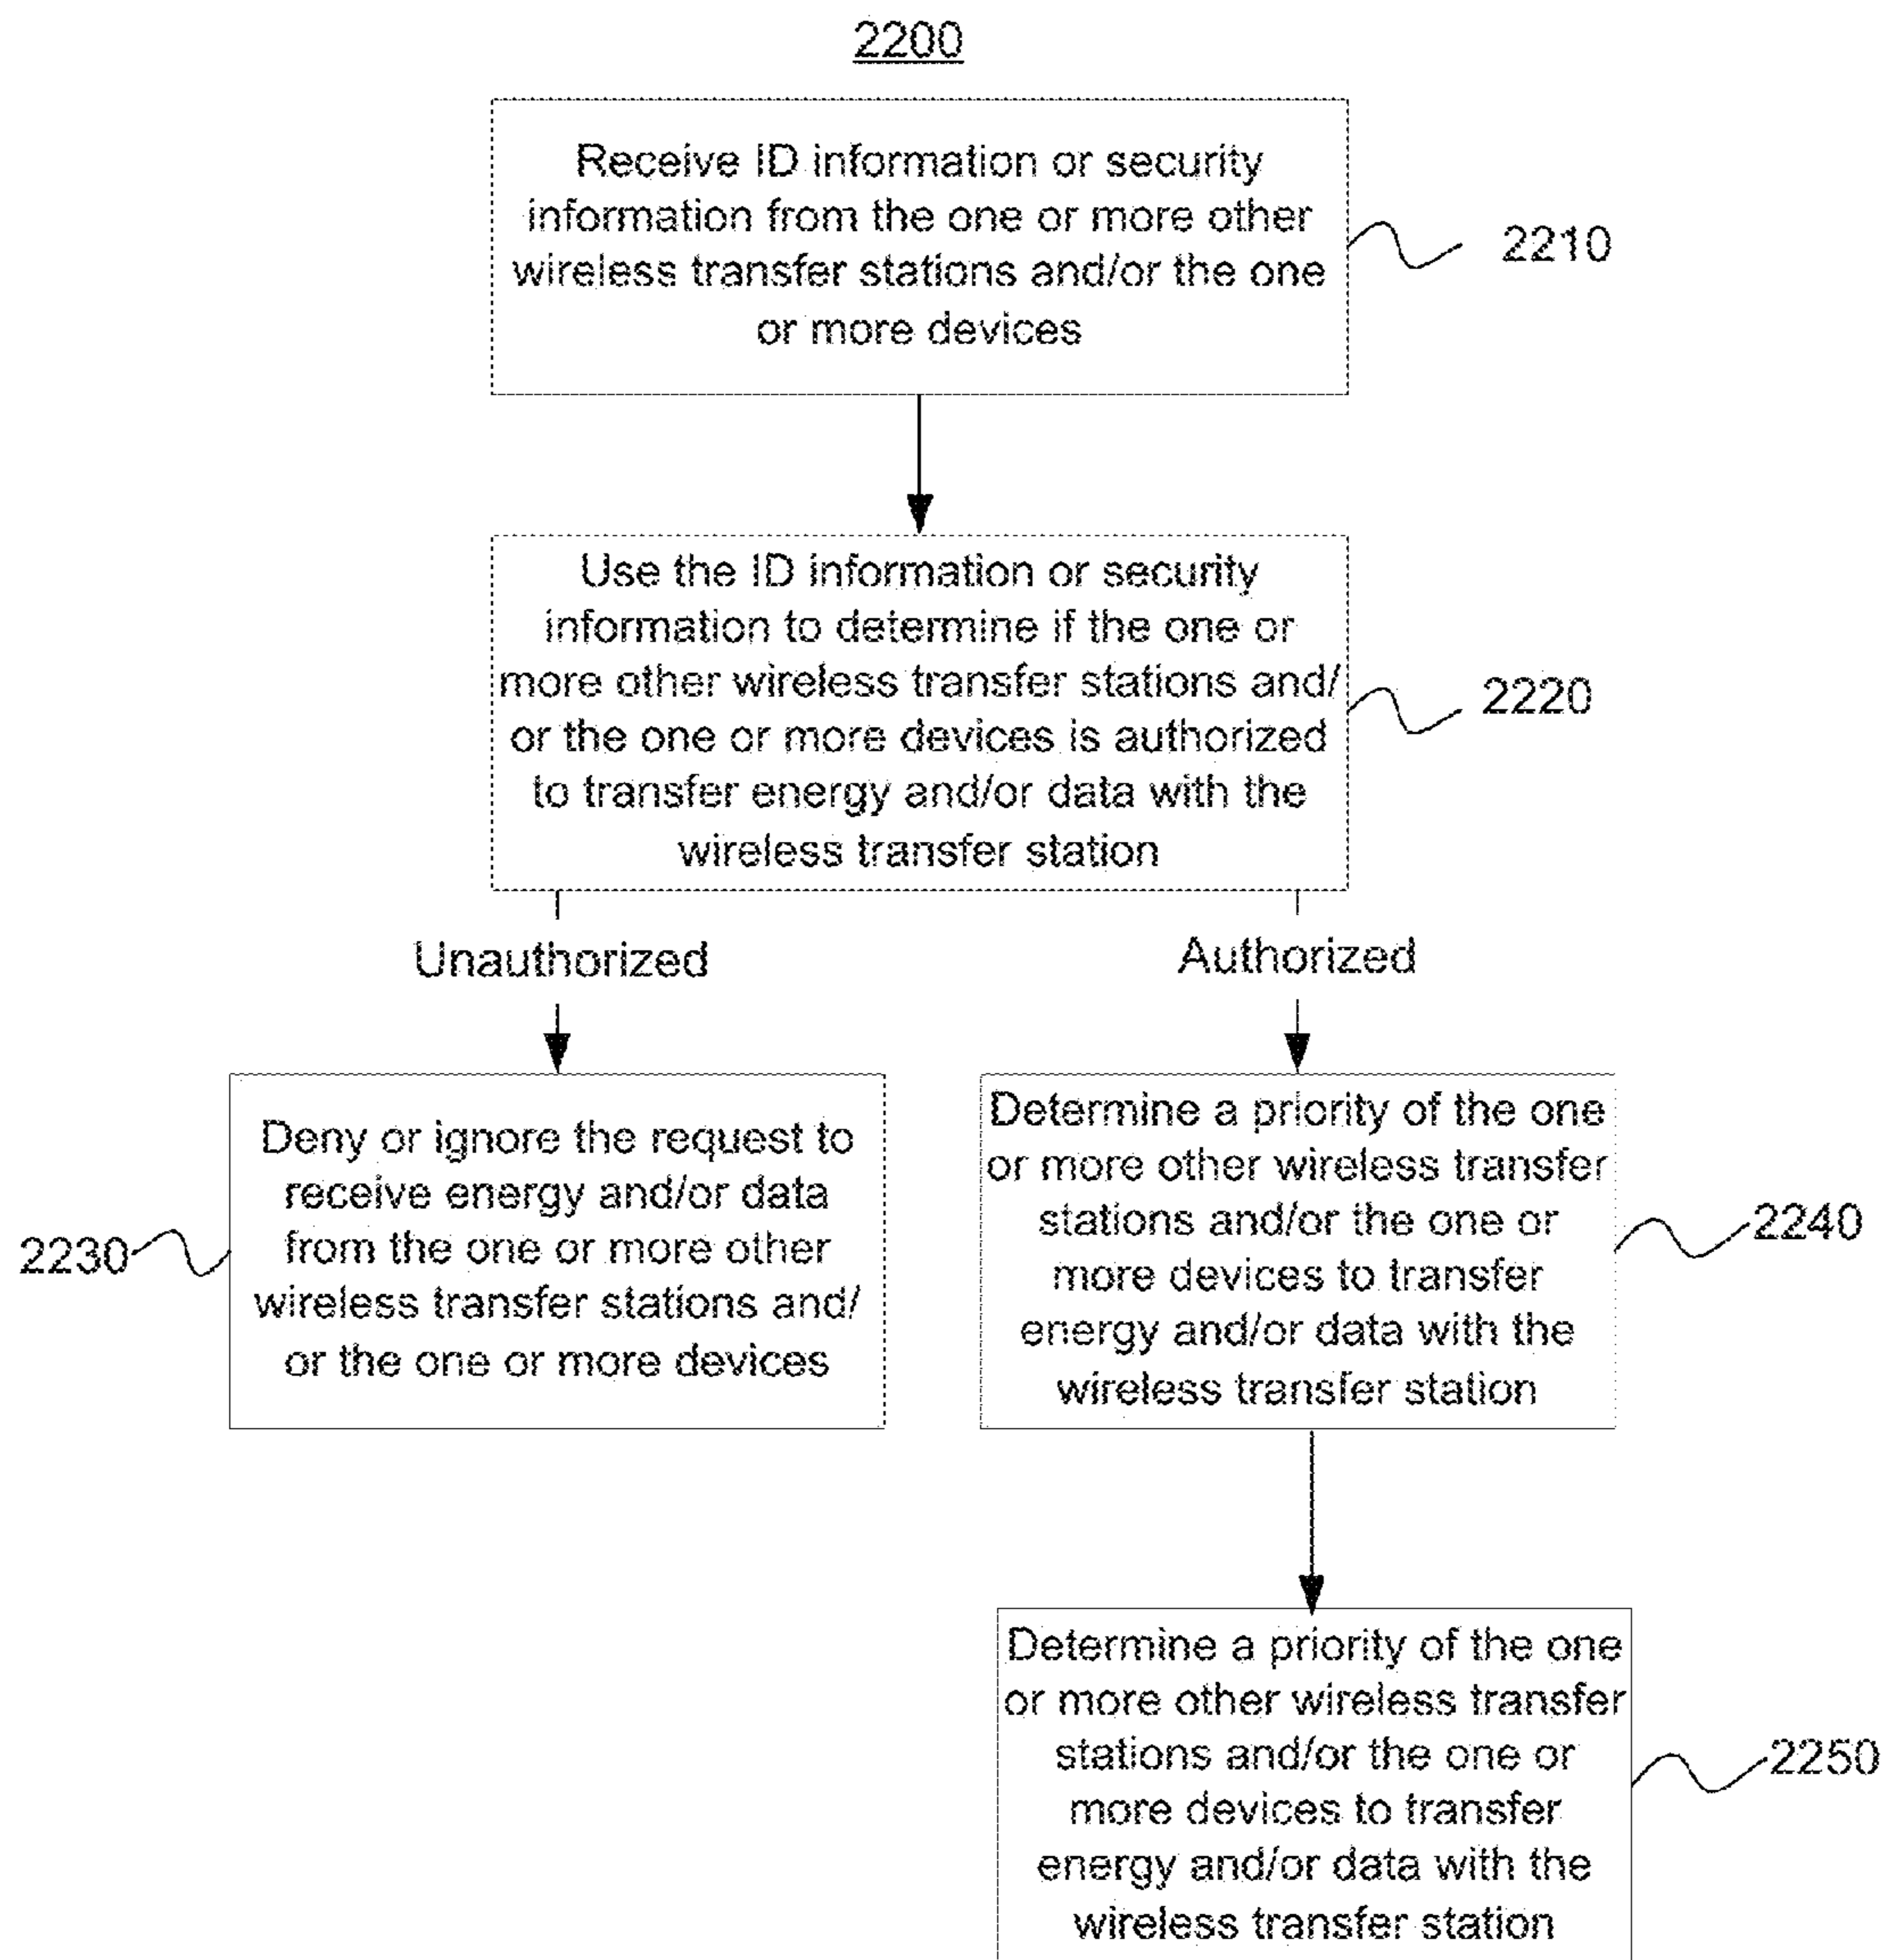 2200
Receive ID information or security
information from the one or more other
wireless transfer stations and/or the one
or more devices
2210
Use the ID information or security
information to determine if the one or
more other wireless transfer stations and/
or the one or more devices is authorized
to transfer energy and/or data with the
wireless transfer station
2220
Unauthorized
Authorized
Deny or ignore the request to
receive energy and/or data
from the one or more other
wireless transfer stations and/
or the one or more devices
2230
Determine a priority of the one
or more other wireless transfer
stations and/or the one or
more devices to transfer
energy and/or data with the
wireless transfer station
2240
Determine a priority of the one
or more other wireless transfer
stations and/or the one or
more devices to transfer
energy and/or data with the
wireless transfer station
2250